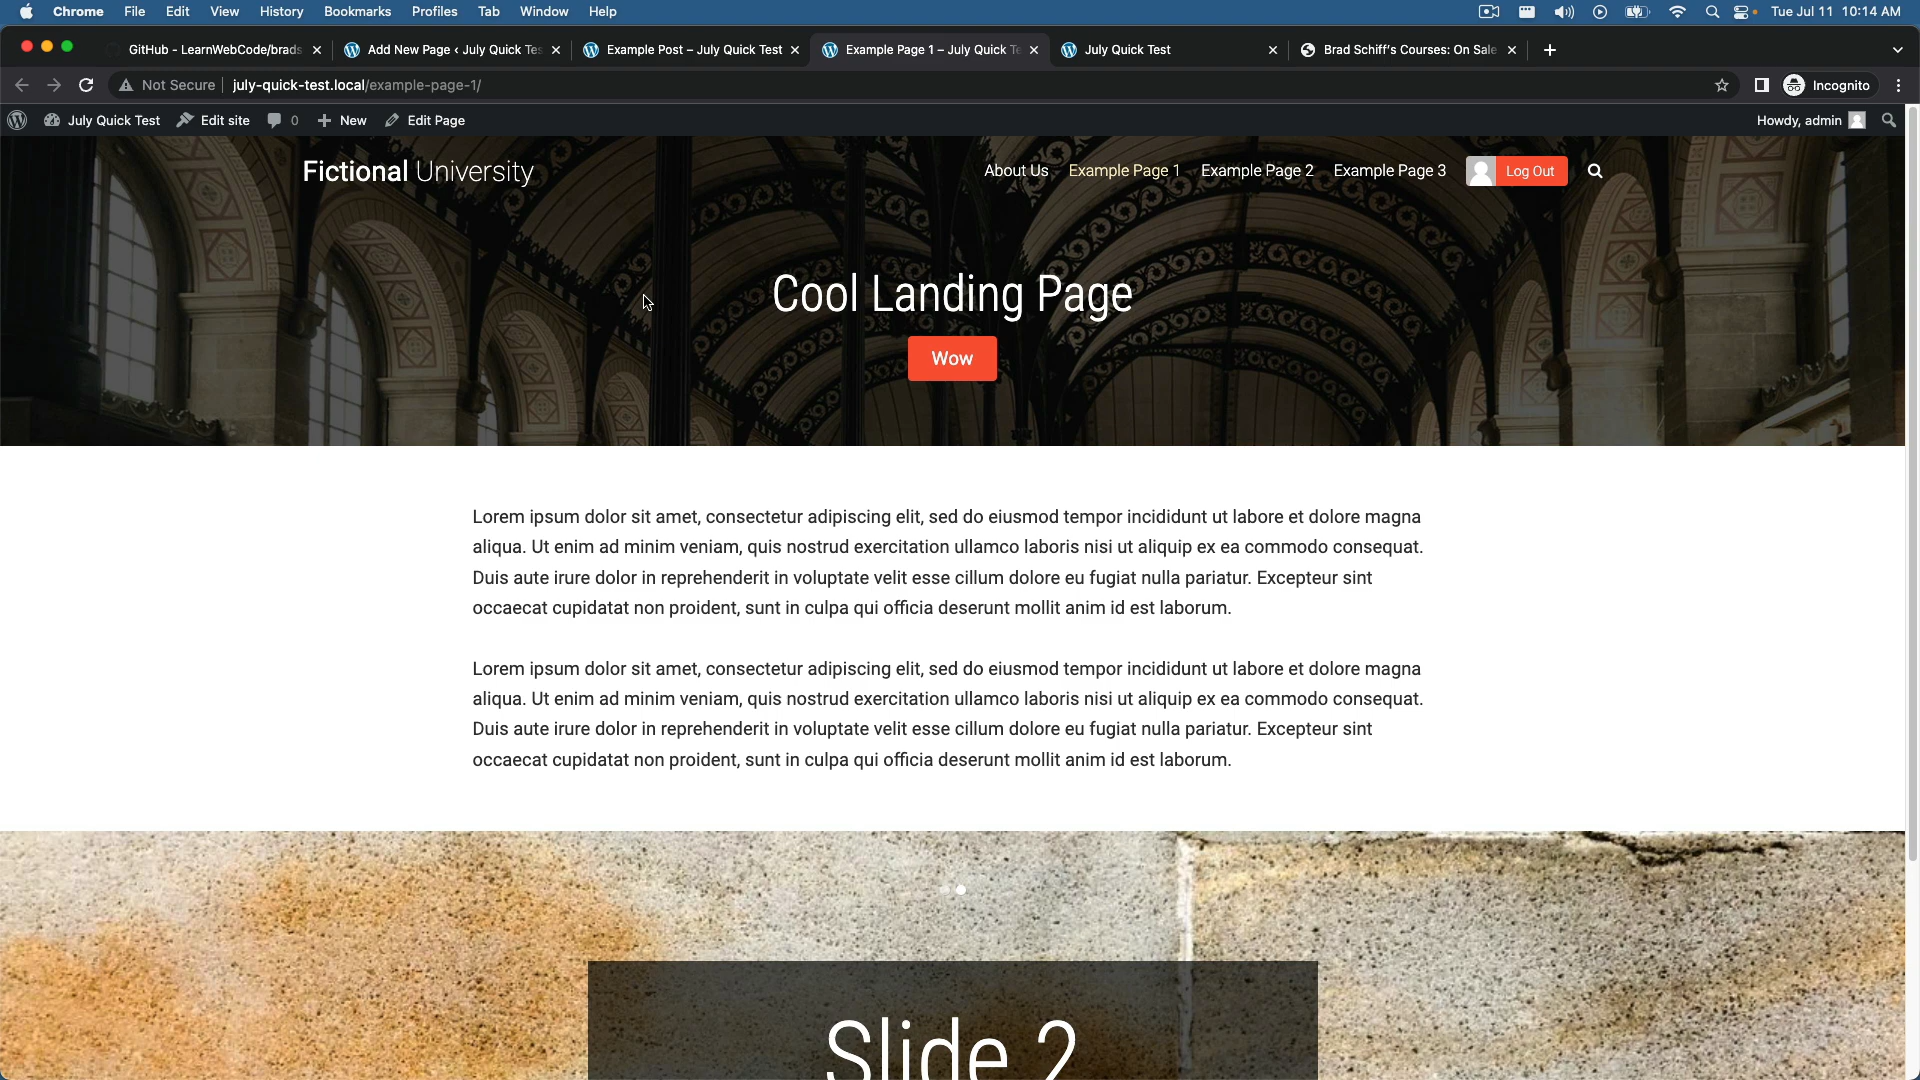 Chrome File Edit View History Bookmarks Profiles Tab Window Help Tue Jul 11 10:14 AM
GitHub - LearnWebCode/brads Add New Page ‹ July Quick Te Example Post – July Quick Test Example Page 1 – July Quick Te July Quick Test Brad Schiff's Courses: On Sale
Not Secure july-quick-test.local/example-page-1/ Incognito
July Quick Test Edit site 0 New Edit Page Howdy, admin
Fictional University About Us Example Page 1 Example Page 2 Example Page 3 Log Out
Cool Landing Page
Wow
Lorem ipsum dolor sit amet, consectetur adipiscing elit, sed do eiusmod tempor incididunt ut labore et dolore magna
aliqua. Ut enim ad minim veniam, quis nostrud exercitation ullamco laboris nisi ut aliquip ex ea commodo consequat.
Duis aute irure dolor in reprehenderit in voluptate velit esse cillum dolore eu fugiat nulla pariatur. Excepteur sint
occaecat cupidatat non proident, sunt in culpa qui officia deserunt mollit anim id est laborum.
Lorem ipsum dolor sit amet, consectetur adipiscing elit, sed do eiusmod tempor incididunt ut labore et dolore magna
aliqua. Ut enim ad minim veniam, quis nostrud exercitation ullamco laboris nisi ut aliquip ex ea commodo consequat.
Duis aute irure dolor in reprehenderit in voluptate velit esse cillum dolore eu fugiat nulla pariatur. Excepteur sint
occaecat cupidatat non proident, sunt in culpa qui officia deserunt mollit anim id est laborum.
Slide 2